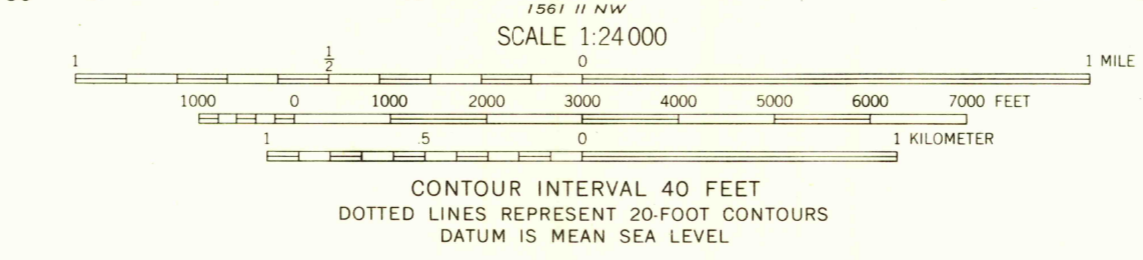 1561 II NW
SCALE 1:24 000
1 1/2 0 1 MILE
1000 0 1000 2000 3000 4000 5000 6000 7000 FEET
1 .5 0 1 KILOMETER
CONTOUR INTERVAL 40 FEET
DOTTED LINES REPRESENT 20-FOOT CONTOURS
DATUM IS MEAN SEA LEVEL